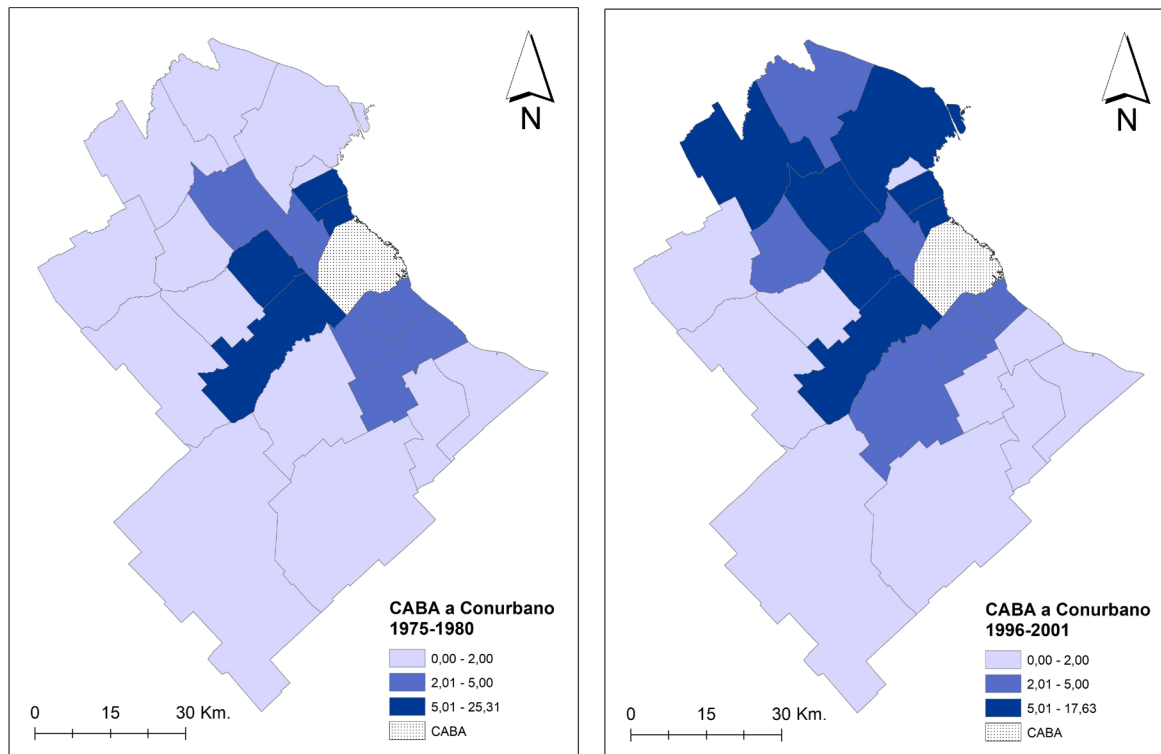 N
CABA a Conurbano
1975-1980
0,00 - 2,00
2,01 - 5,00
5,01 - 25,31
CABA
0 15 30 Km.
N
CABA a Conurbano
1996-2001
0,00 - 2,00
2,01 - 5,00
5,01 - 17,63
CABA
0 15 30 Km.